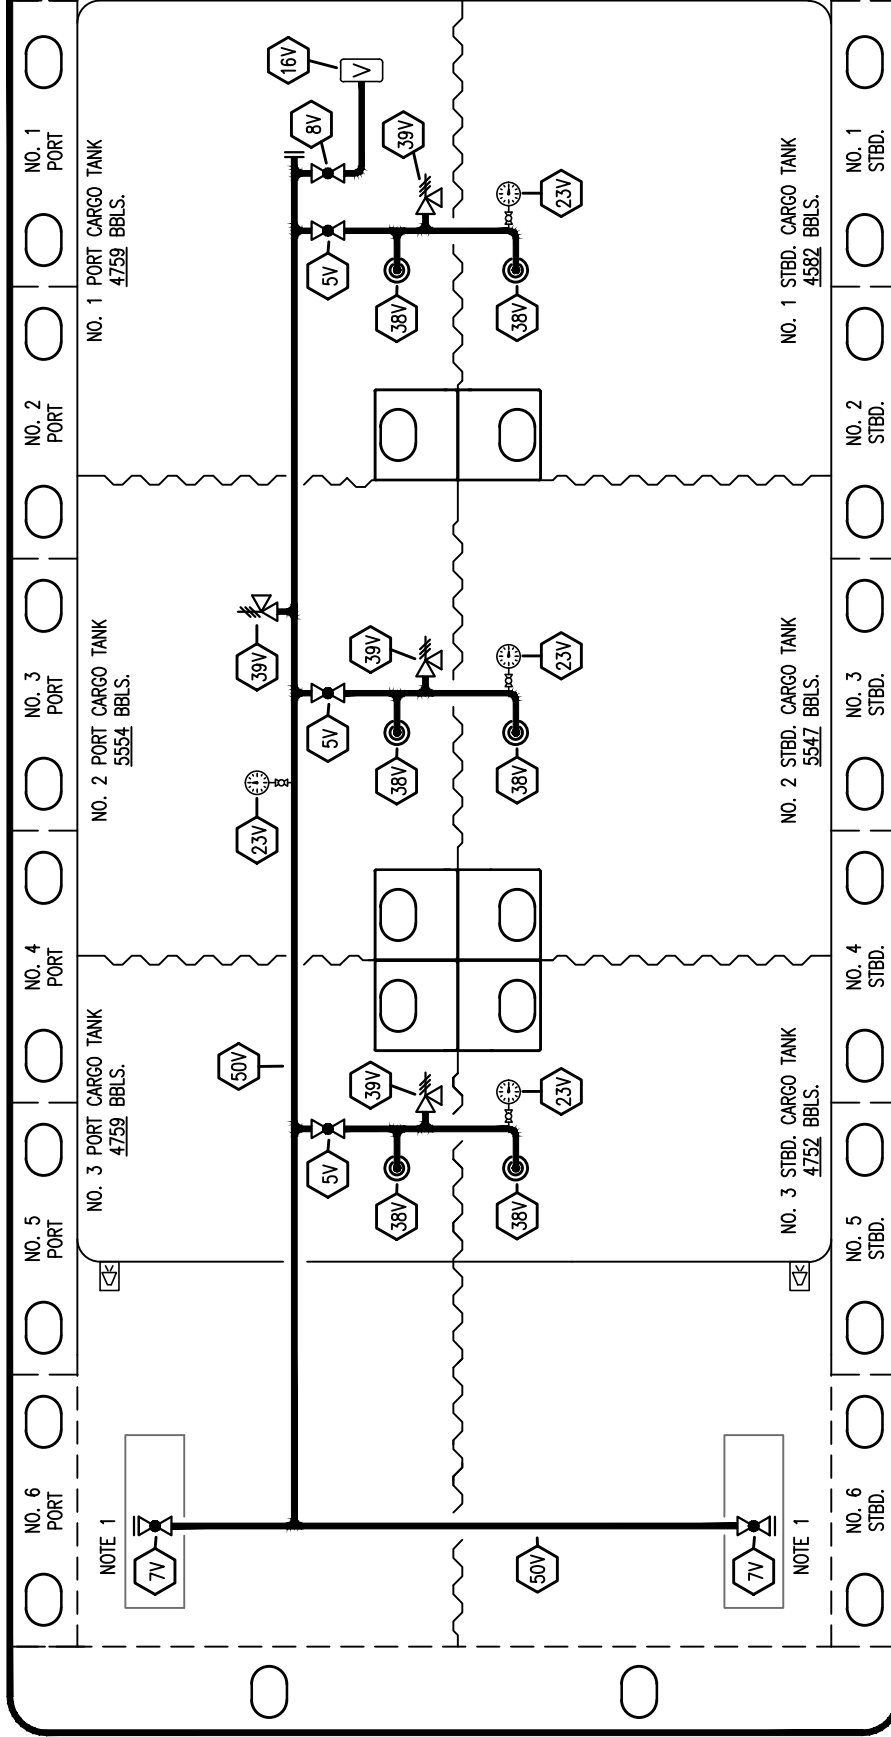 NO. 1
PORT
NO. 2
PORT
NO. 3
PORT
NO. 4
PORT
NO. 5
PORT
NO. 6
PORT
NO. 1 PORT CARGO TANK
4759 BBLS.
NO. 2 PORT CARGO TANK
5554 BBLS.
NO. 3 PORT CARGO TANK
4759 BBLS.
NOTE 1
7V
16V
V
8V
39V
5V
38V
23V
38V
39V
23V
39V
5V
38V
23V
38V
50V
39V
5V
38V
23V
38V
50V
7V
NOTE 1
NO. 1 STBD. CARGO TANK
4582 BBLS.
NO. 2 STBD. CARGO TANK
5547 BBLS.
NO. 3 STBD. CARGO TANK
4752 BBLS.
NO. 1
STBD.
NO. 2
STBD.
NO. 3
STBD.
NO. 4
STBD.
NO. 5
STBD.
NO. 6
STBD.